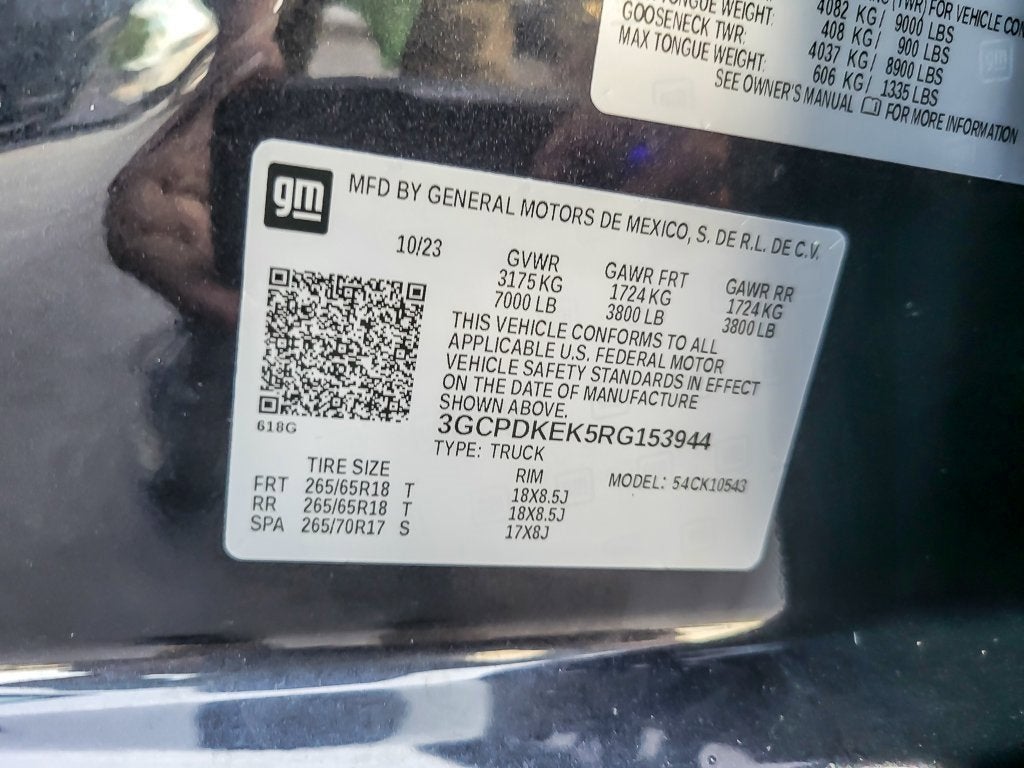 (TWR) FOR VEHICLE
TONGUE WEIGHT: 4082 KG/ 9000 LBS
GOOSENECK TWR: 408 KG/ 900 LBS
MAX TONGUE WEIGHT: 4037 KG/ 8900 LBS
606 KG/ 1335 LBS
SEE OWNER'S MANUAL FOR MORE INFORMATION
gm
MFD BY GENERAL MOTORS DE MEXICO, S. DE R.L. DE C.V.
10/23
GVWR GAWR FRT GAWR RR
3175 KG 1724 KG 1724 KG
7000 LB 3800 LB 3800 LB
THIS VEHICLE CONFORMS TO ALL
APPLICABLE U.S. FEDERAL MOTOR
VEHICLE SAFETY STANDARDS IN EFFECT
ON THE DATE OF MANUFACTURE
SHOWN ABOVE.
3GCPDKEK5RG153944
618G
TYPE: TRUCK
TIRE SIZE RIM MODEL: 54CK10543
FRT 265/65R18 T 18X8.5J
RR 265/65R18 T 18X8.5J
SPA 265/70R17 S 17X8J